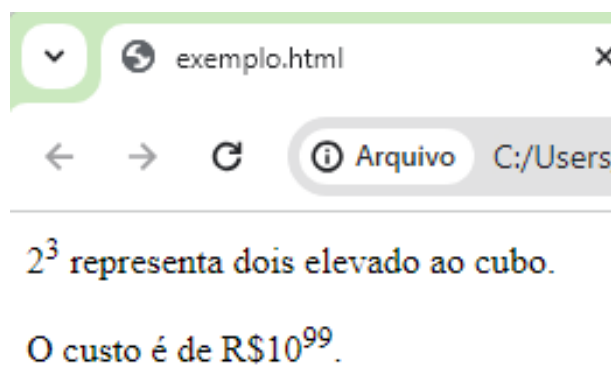 exemplo.html
Arquivo C:/Users
2³ representa dois elevado ao cubo.
O custo é de R$10⁹⁹.